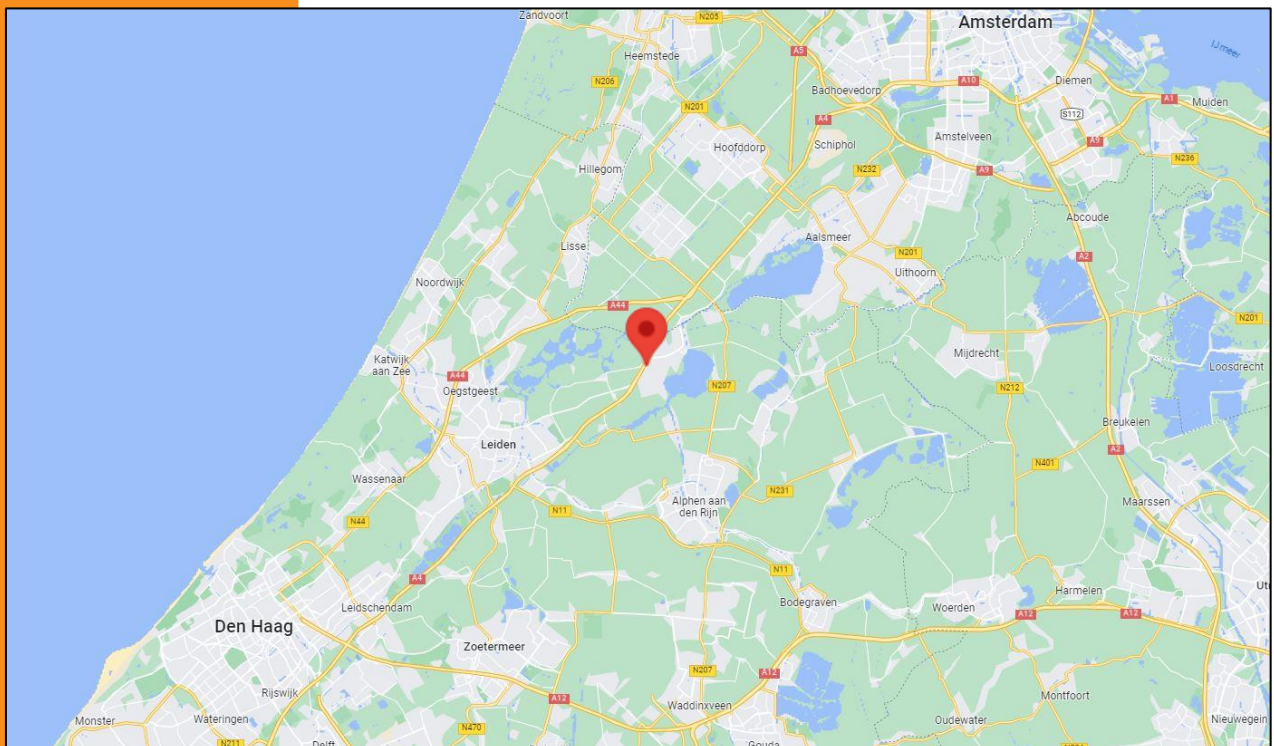 Zandvoort
N205
Amsterdam
Heemstede
A5
IJmeer
N206
Badhoevedorp
A10
Diemen
A1
Muiden
N201
A4
S112
Hoofddorp
Schiphol
Amstelveen
A9
Hillegom
N232
A9
N236
Abcoude
Lisse
Aalsmeer
N201
A2
Uithoorn
Noordwijk
A44
N201
Katwijk
aan Zee
Mijdrecht
A44
Oegstgeest
N207
N212
Loosdrecht
Leiden
Breukelen
A2
Wassenaar
N401
N231
Alphen aan
den Rijn
Maarssen
N44
N11
A4
N11
Harmelen
Leidschendam
Bodegraven
Woerden
A12
A12
Den Haag
Zoetermeer
N207
A12
Rijswijk
A12
Waddinxveen
Montfoort
Monster
Wateringen
N470
Oudewater
Nieuwegein
N211
Delft
Gouda